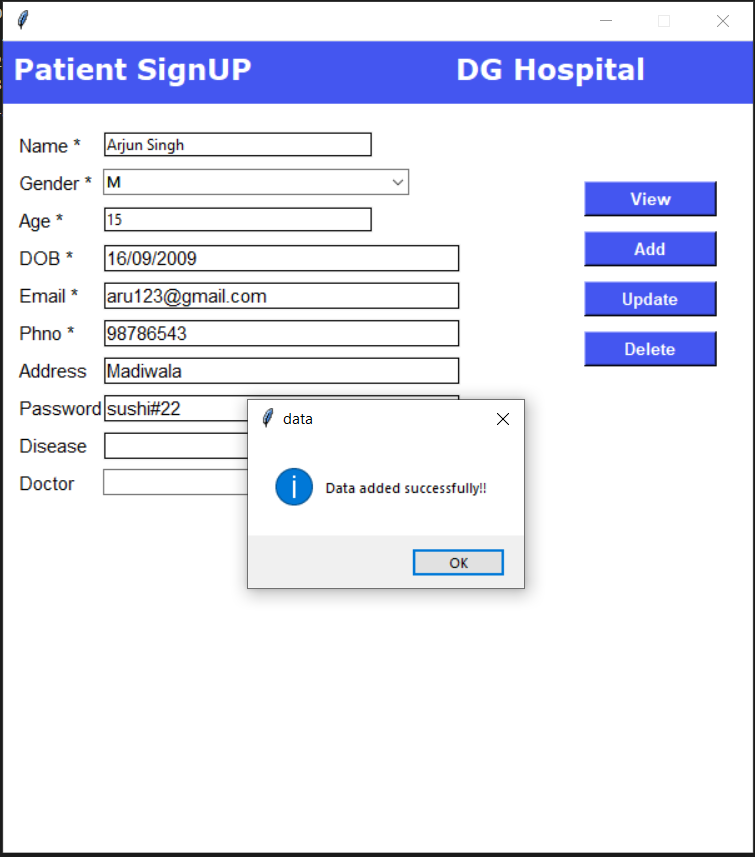 Patient SignUP DG Hospital
Name * Arjun Singh
Gender * M
View
Age * 15
Add
DOB * 16/09/2009
Email * aru123@gmail.com
Update
Phno * 98786543
Delete
Address Madiwala
Password sushi#22
data
Disease
Doctor
Data added successfully!!
OK